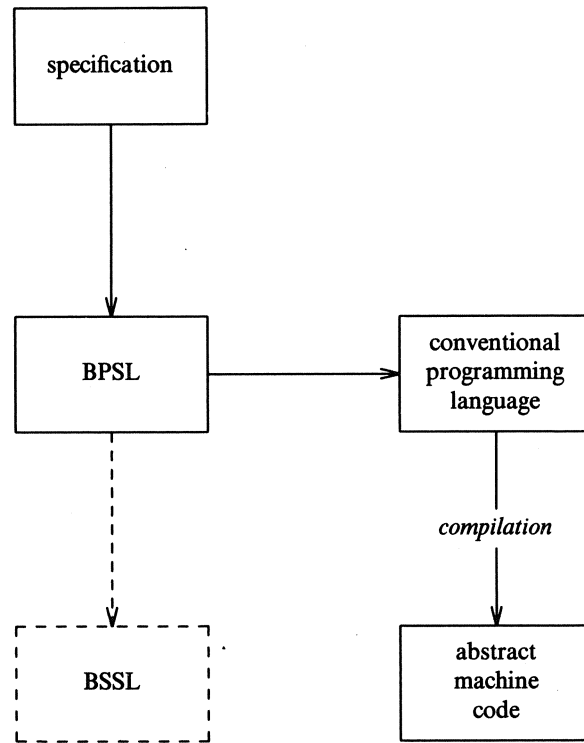 specification
BPSL
conventional
programming
language
compilation
BSSL
abstract
machine
code